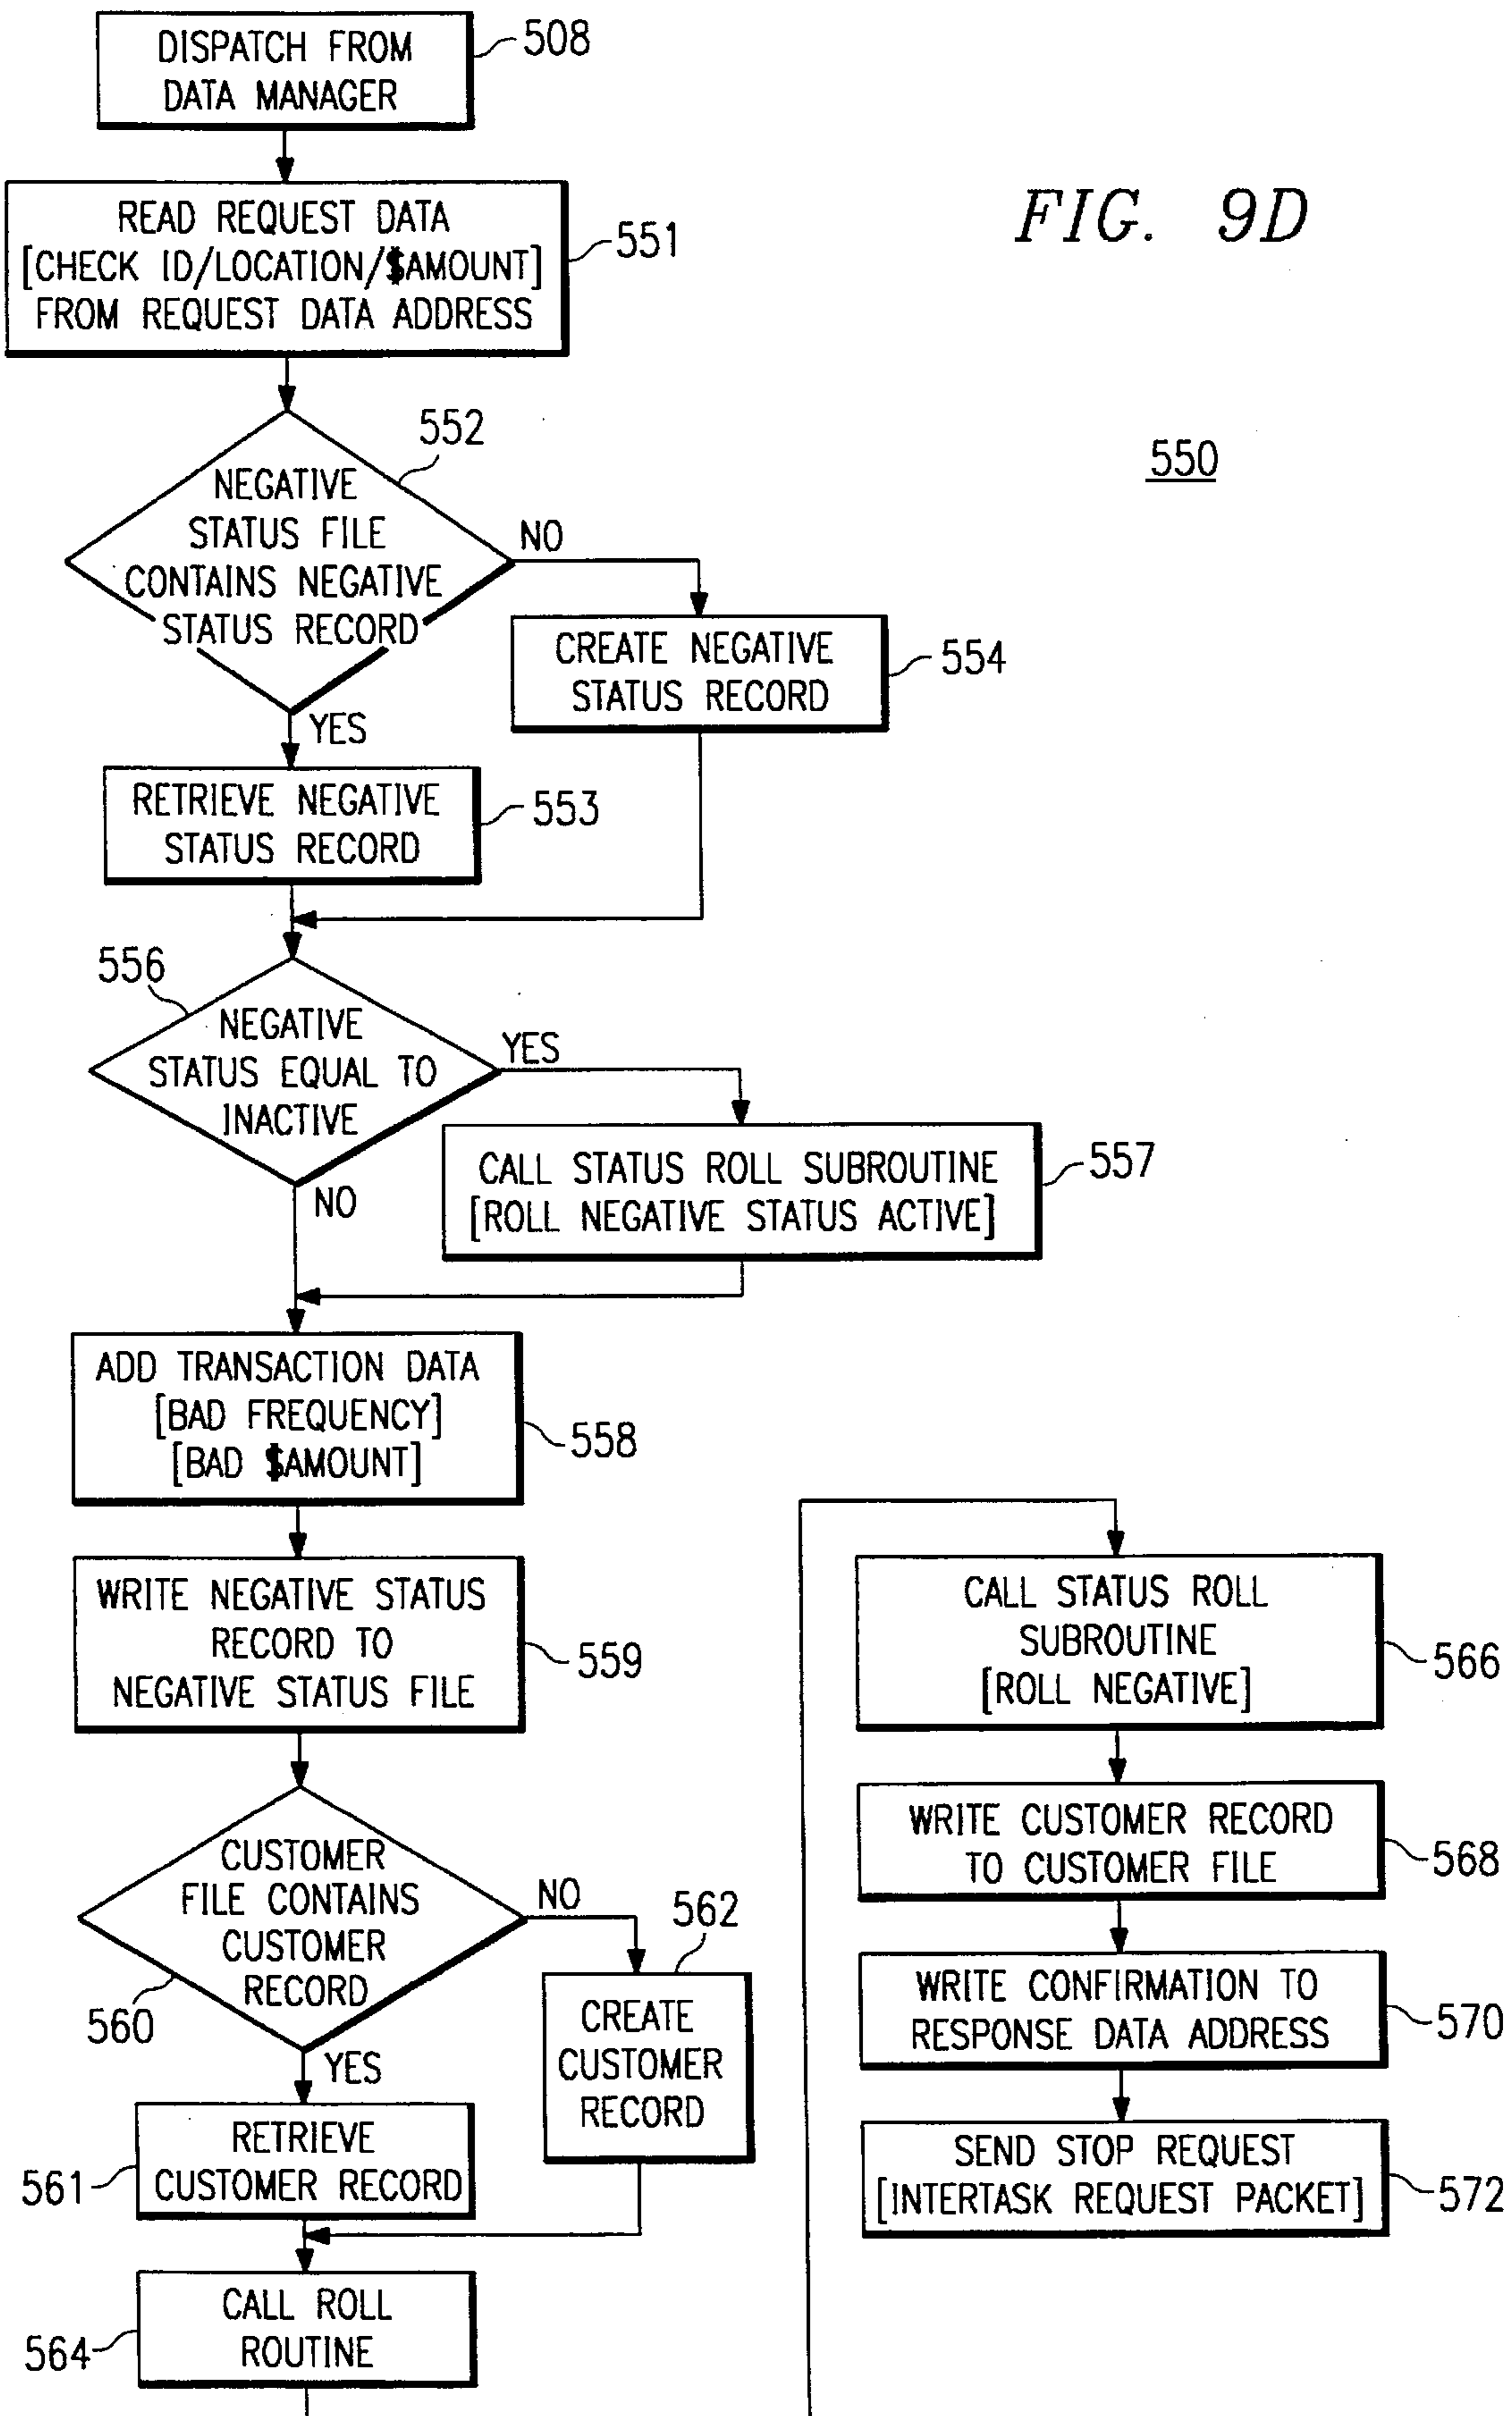 DISPATCH FROM
DATA MANAGER
508
READ REQUEST DATA
[CHECK ID/LOCATION/$AMOUNT]
FROM REQUEST DATA ADDRESS
551
FIG. 9D
550
552
NEGATIVE
STATUS FILE
CONTAINS NEGATIVE
STATUS RECORD
NO
YES
CREATE NEGATIVE
STATUS RECORD
554
RETRIEVE NEGATIVE
STATUS RECORD
553
556
NEGATIVE
STATUS EQUAL TO
INACTIVE
YES
NO
CALL STATUS ROLL SUBROUTINE
[ROLL NEGATIVE STATUS ACTIVE]
557
ADD TRANSACTION DATA
[BAD FREQUENCY]
[BAD $AMOUNT]
558
WRITE NEGATIVE STATUS
RECORD TO
NEGATIVE STATUS FILE
559
CUSTOMER
FILE CONTAINS
CUSTOMER
RECORD
560
NO
YES
562
CREATE
CUSTOMER
RECORD
RETRIEVE
CUSTOMER RECORD
561
CALL ROLL
ROUTINE
564
CALL STATUS ROLL
SUBROUTINE
[ROLL NEGATIVE]
566
WRITE CUSTOMER RECORD
TO CUSTOMER FILE
568
WRITE CONFIRMATION TO
RESPONSE DATA ADDRESS
570
SEND STOP REQUEST
[INTERTASK REQUEST PACKET]
572